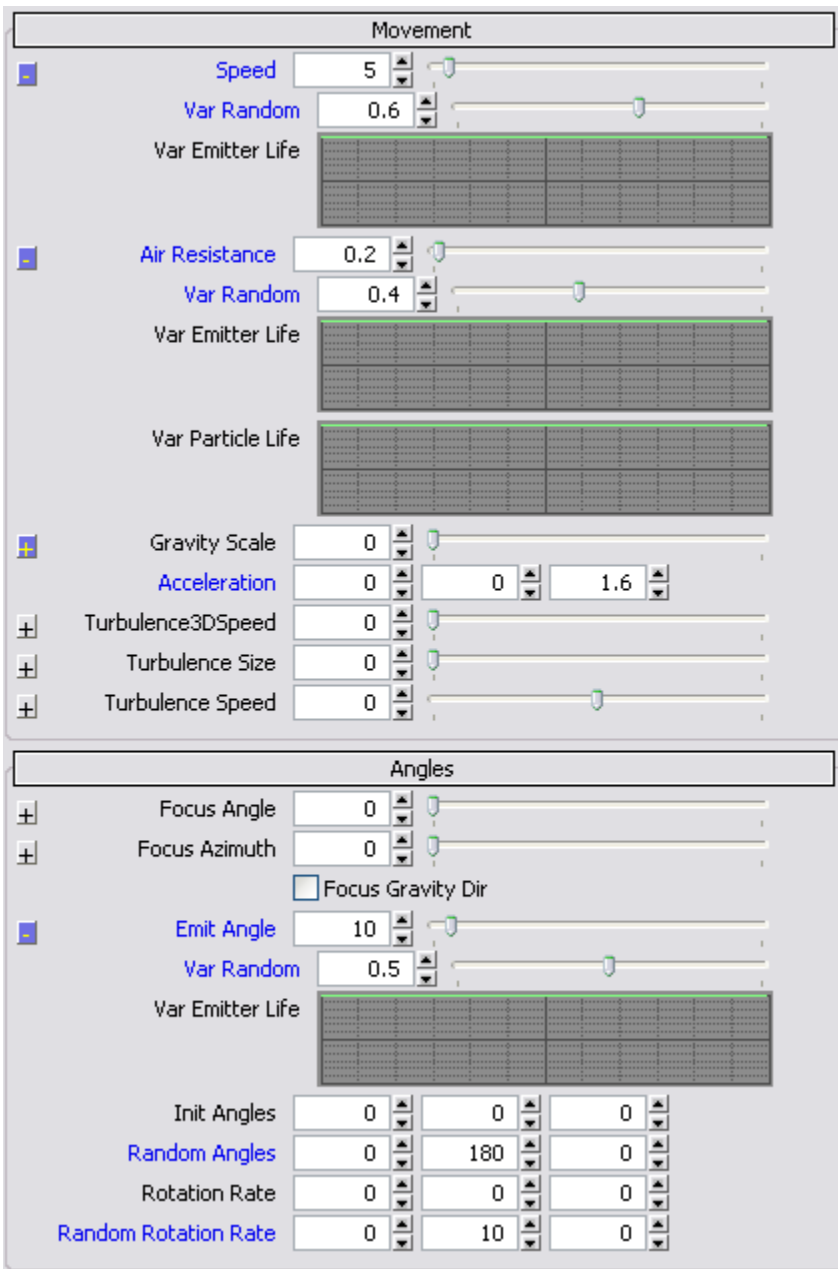 Movement
Speed 5
Var Random 0.6
Var Emitter Life
Air Resistance 0.2
Var Random 0.4
Var Emitter Life
Var Particle Life
Gravity Scale 0
Acceleration 0 0 1.6
Turbulence3DSpeed 0
Turbulence Size 0
Turbulence Speed 0
Angles
Focus Angle 0
Focus Azimuth 0
Focus Gravity Dir
Emit Angle 10
Var Random 0.5
Var Emitter Life
Init Angles 0 0 0
Random Angles 0 180 0
Rotation Rate 0 0 0
Random Rotation Rate 0 10 0